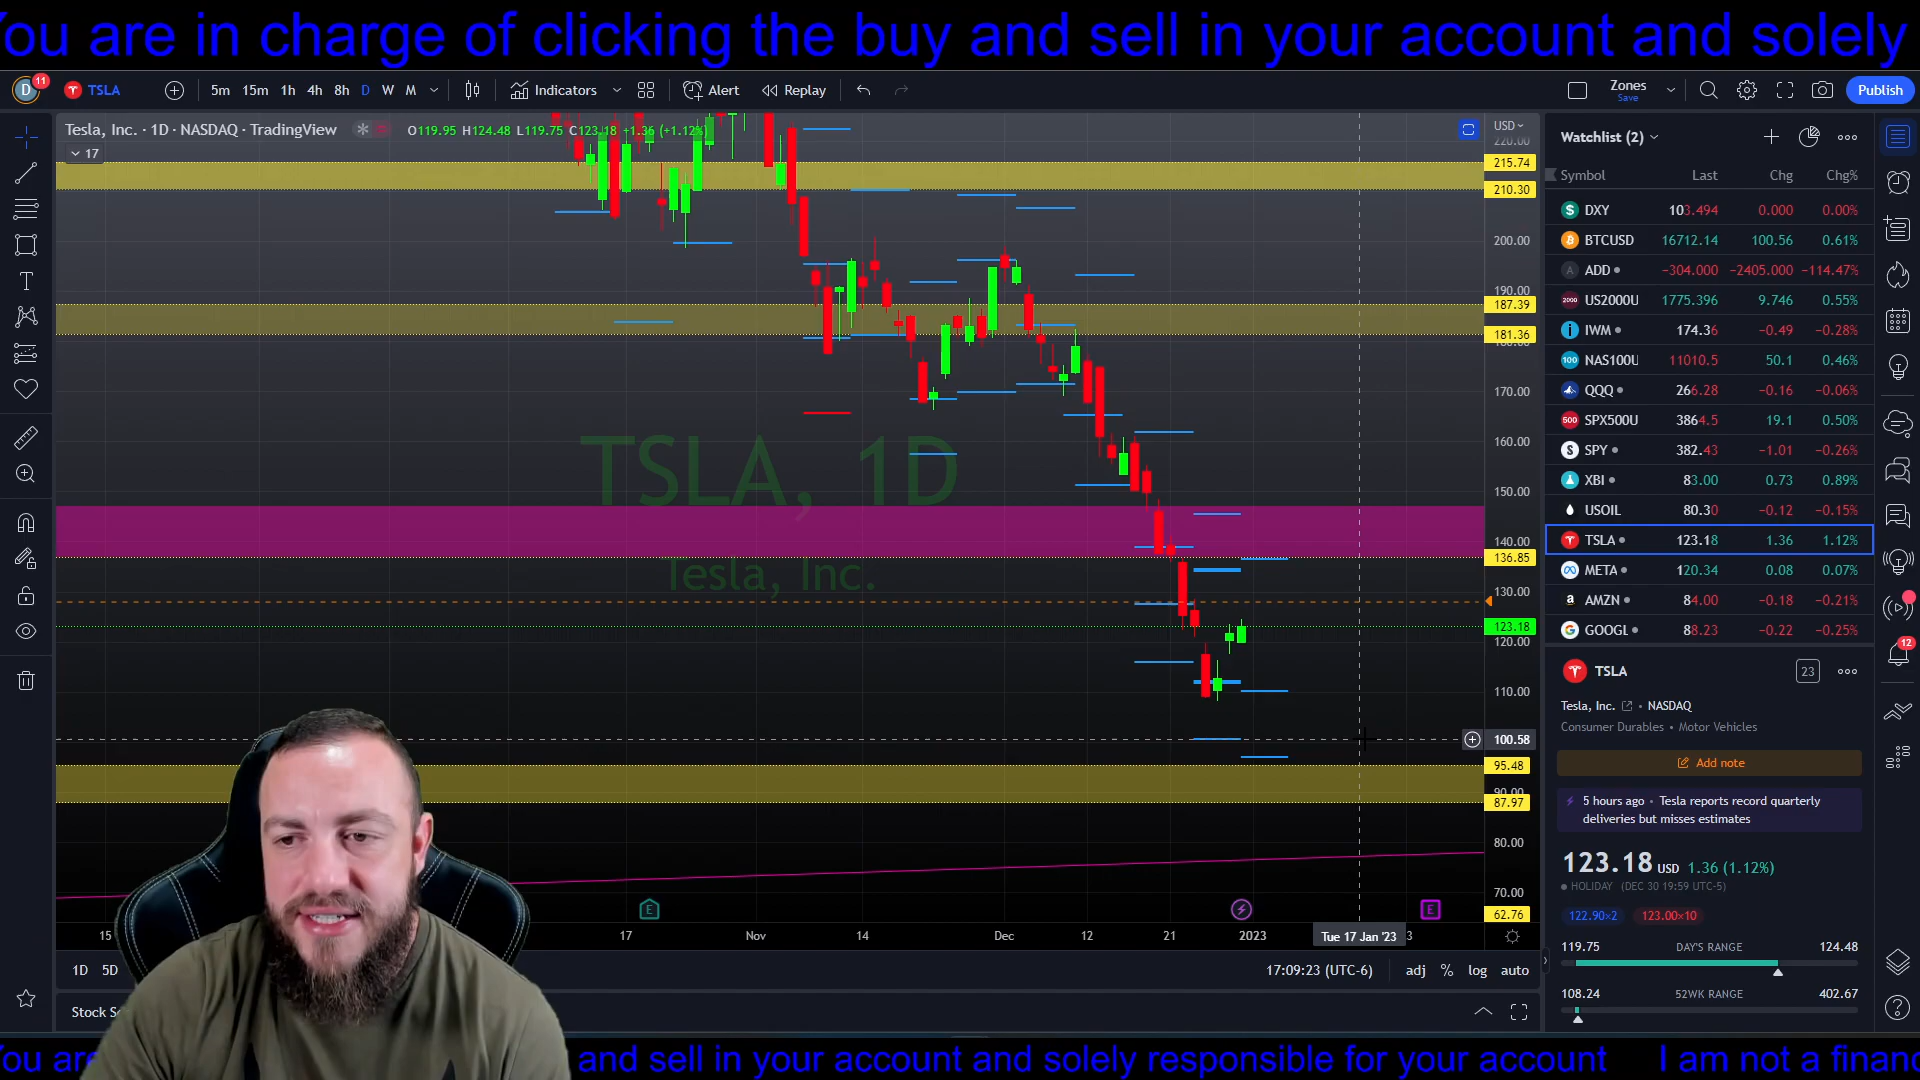 You are in charge of clicking the buy and sell in your account and solely
D 11 TSLA 5m 15m 1h 4h 8h D W M Indicators Alert Replay Zones Save Publish
Tesla, Inc. · 1D · NASDAQ · TradingView O119.95 H124.48 L119.75 C123.18 +1.36 (+1.12%)
17
USD
220.00
215.74
210.30
200.00
190.00
187.39
181.36
180.00
170.00
160.00
150.00
140.00
136.85
130.00
123.18
120.00
110.00
100.58
95.48
90.00
87.97
80.00
70.00
62.76
TSLA, 1D
Tesla, Inc.
E E
15 17 Nov 14 Dec 12 21 2023 Tue 17 Jan '23 3
1D 5D 17:09:23 (UTC-6) adj % log auto
Stock S
Watchlist (2)
Symbol Last Chg Chg%
DXY 103.494 0.000 0.00%
BTCUSD 16712.14 100.56 0.61%
ADD −304.000 −2405.000 −114.47%
US2000U 1775.396 9.746 0.55%
IWM 174.36 −0.49 −0.28%
NAS100U 11010.5 50.1 0.46%
QQQ 266.28 −0.16 −0.06%
SPX500U 3864.5 19.1 0.50%
SPY 382.43 −1.01 −0.26%
XBI 83.00 0.73 0.89%
USOIL 80.30 −0.12 −0.15%
TSLA 123.18 1.36 1.12%
META 120.34 0.08 0.07%
AMZN 84.00 −0.18 −0.21%
GOOGL 88.23 −0.22 −0.25%
12
TSLA 23
Tesla, Inc. • NASDAQ
Consumer Durables • Motor Vehicles
Add note
5 hours ago · Tesla reports record quarterly
deliveries but misses estimates
123.18 USD 1.36 (1.12%)
HOLIDAY (DEC 30 19:59 UTC-5)
122.90×2 123.00×10
119.75 DAY'S RANGE 124.48
108.24 52WK RANGE 402.67
You are and sell in your account and solely responsible for your account I am not a financ